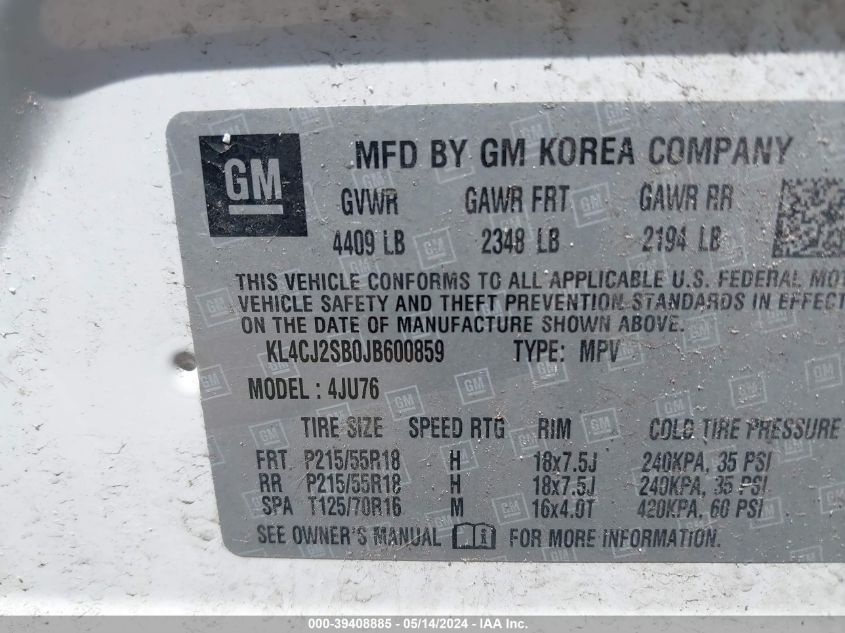 GM
MFD BY GM KOREA COMPANY
GVWR GAWR FRT GAWR RR
4409 LB 2348 LB 2194 LB
THIS VEHICLE CONFORMS TO ALL APPLICABLE U.S. FEDERAL MOT
VEHICLE SAFETY AND THEFT PREVENTION STANDARDS IN EFFECT
ON THE DATE OF MANUFACTURE SHOWN ABOVE.
KL4CJ2SB0JB600859 TYPE: MPV
MODEL : 4JU76
TIRE SIZE SPEED RTG RIM COLD TIRE PRESSURE
FRT P215/55R18 H 18x7.5J 240KPA, 35 PSI
RR P215/55R18 H 18x7.5J 240KPA, 35 PSI
SPA T125/70R16 M 16x4.0T 420KPA, 60 PSI
SEE OWNER'S MANUAL FOR MORE INFORMATION.
000-39408885 - 05/14/2024 - IAA Inc.